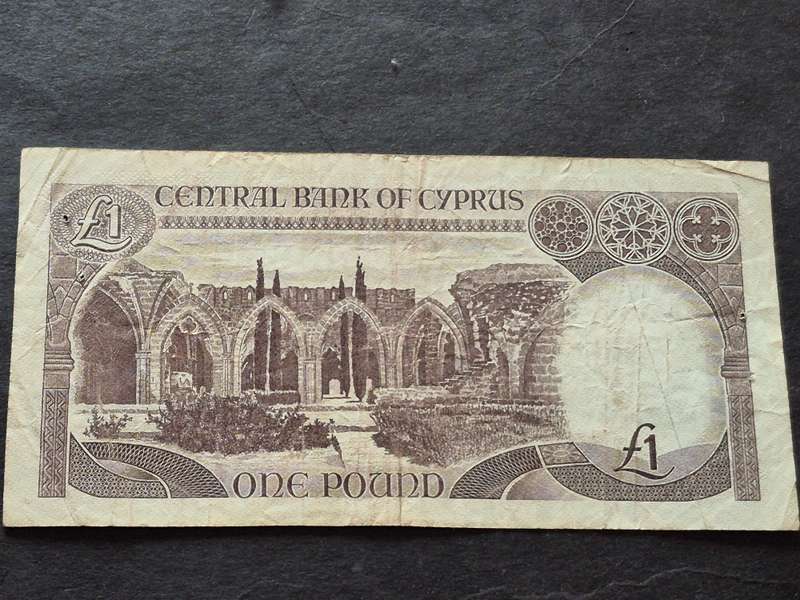 £1
CENTRAL BANK OF CYPRUS
£1
ONE POUND